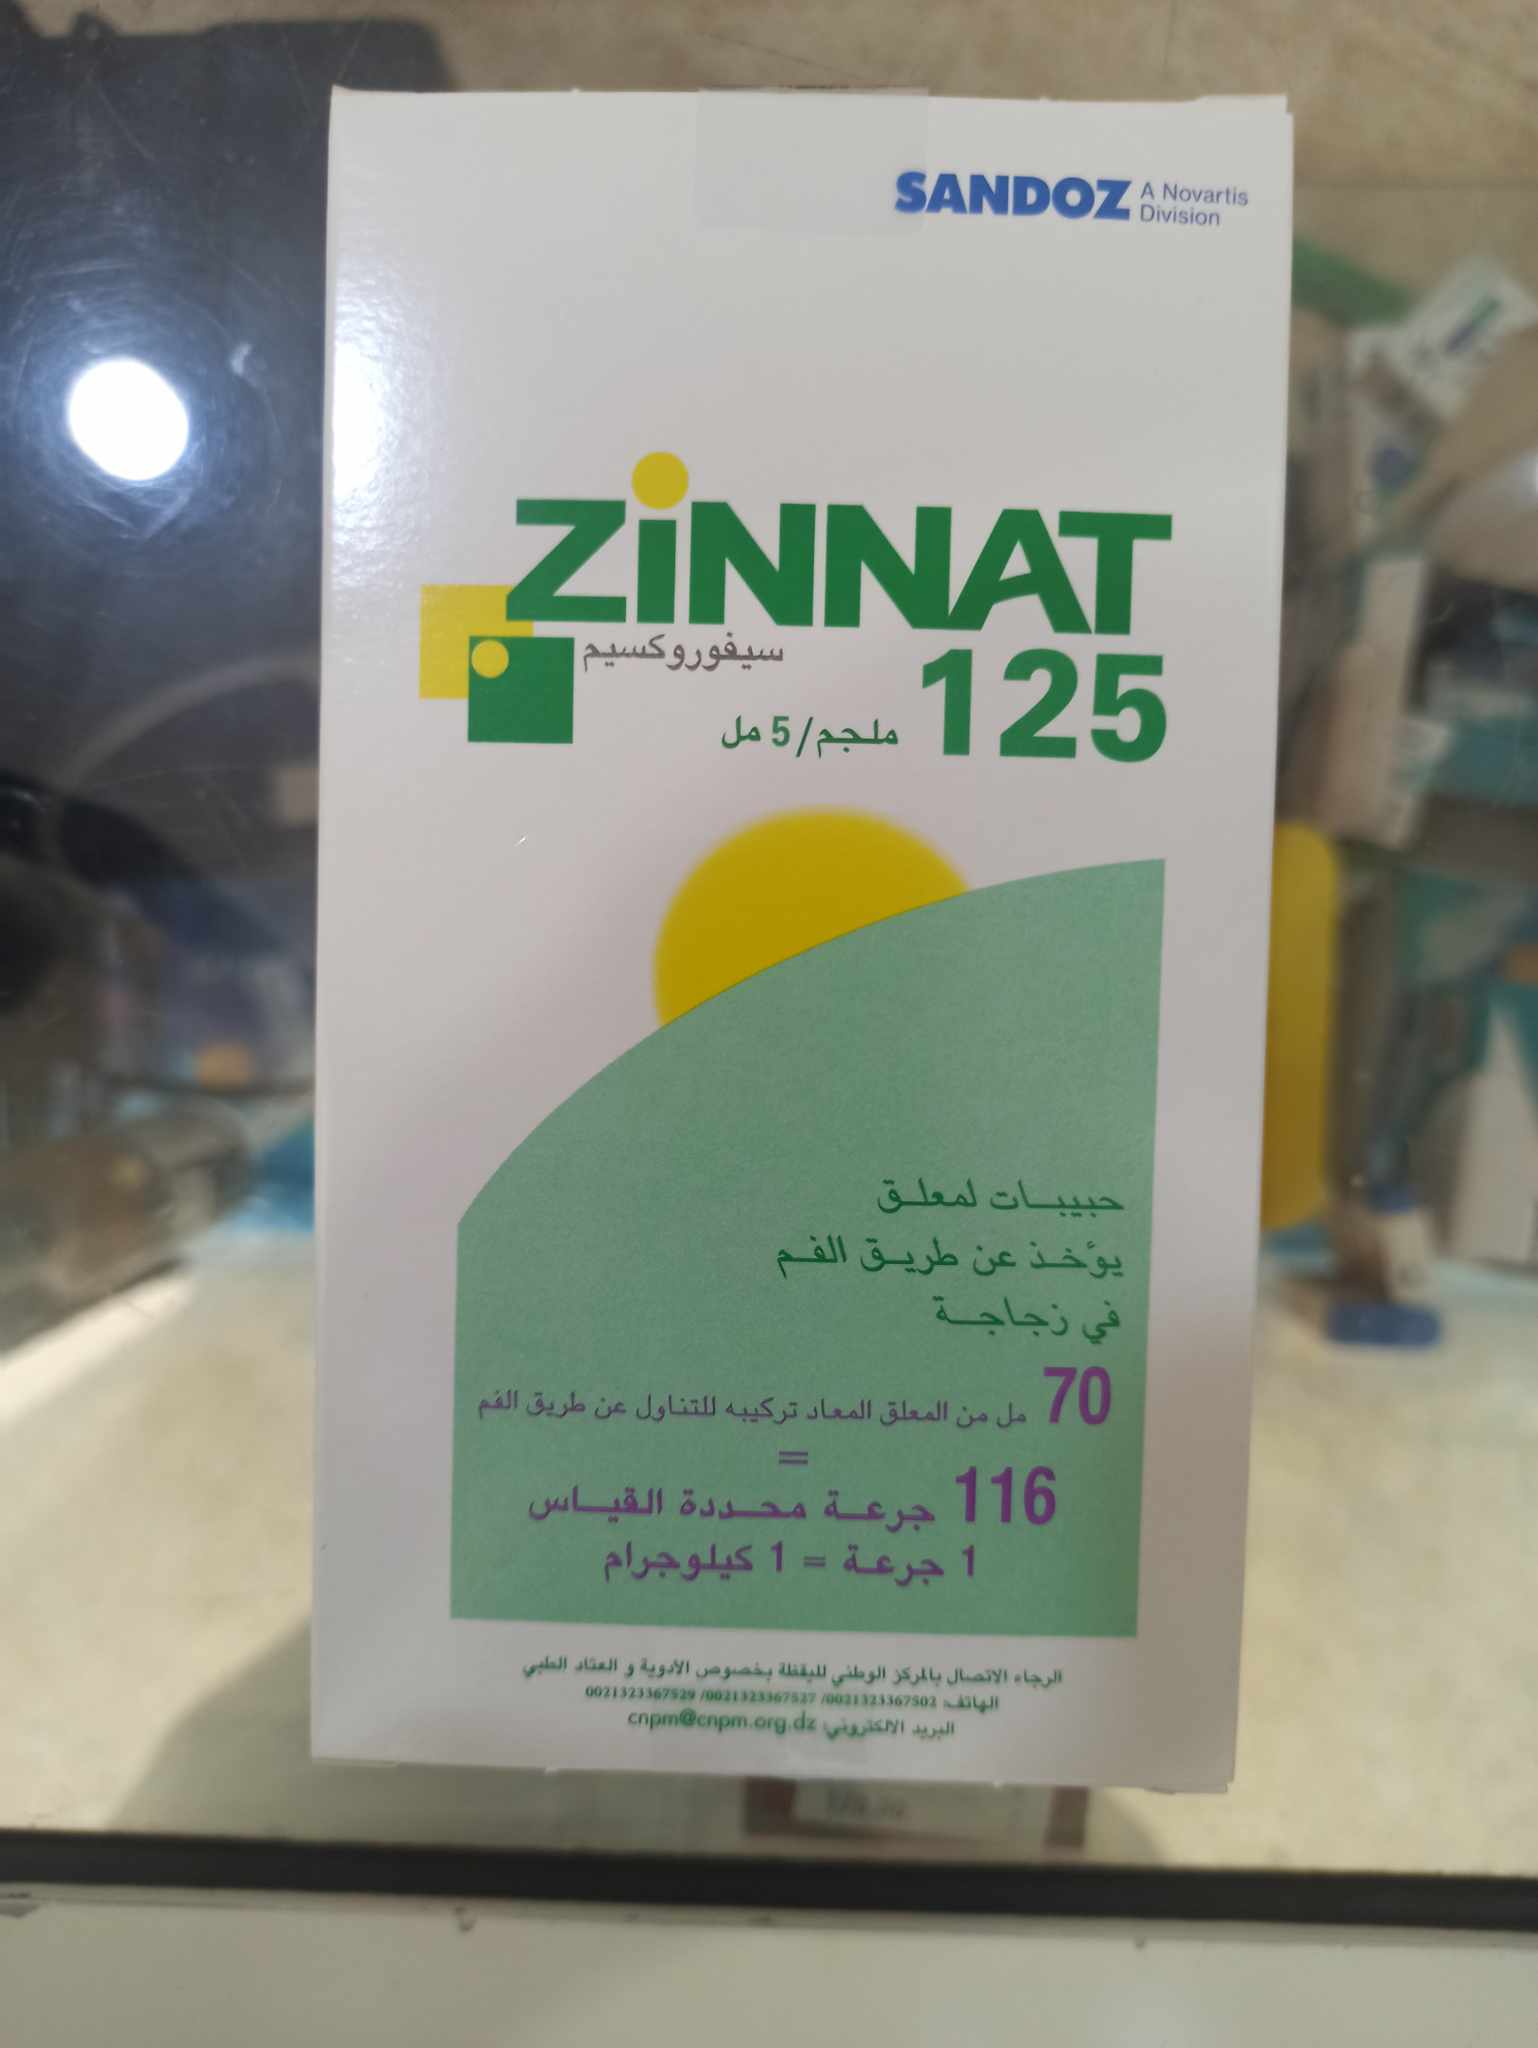 SANDOZ A Novartis
Division
ZiNNAT
سيفوروكسيم
125 ملجم/5 مل
حبيبات لمعلق
يؤخذ عن طريق الفم
في زجاجة
70 مل من المعلق المعاد تركيبه للتناول عن طريق الفم
=
116 جرعة محددة القياس
1 جرعة = 1 كيلوجرام
الرجاء الاتصال بالمركز الوطني لليقظة بخصوص الأدوية و العتاد الطبي
الهاتف: 0021323367502/ 0021323367527/ 0021323367529
البريد الالكتروني: cnpm@cnpm.org.dz